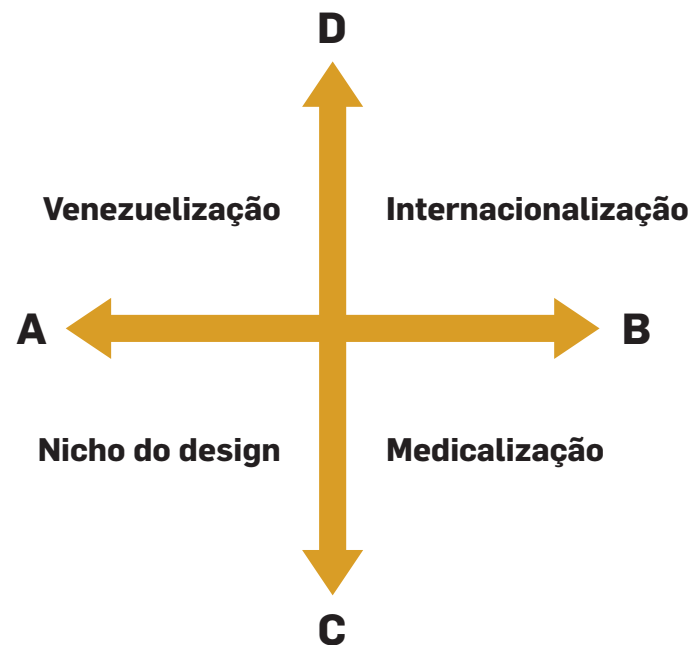 D
Venezuelização
Internacionalização
A
B
Nicho do design
Medicalização
C